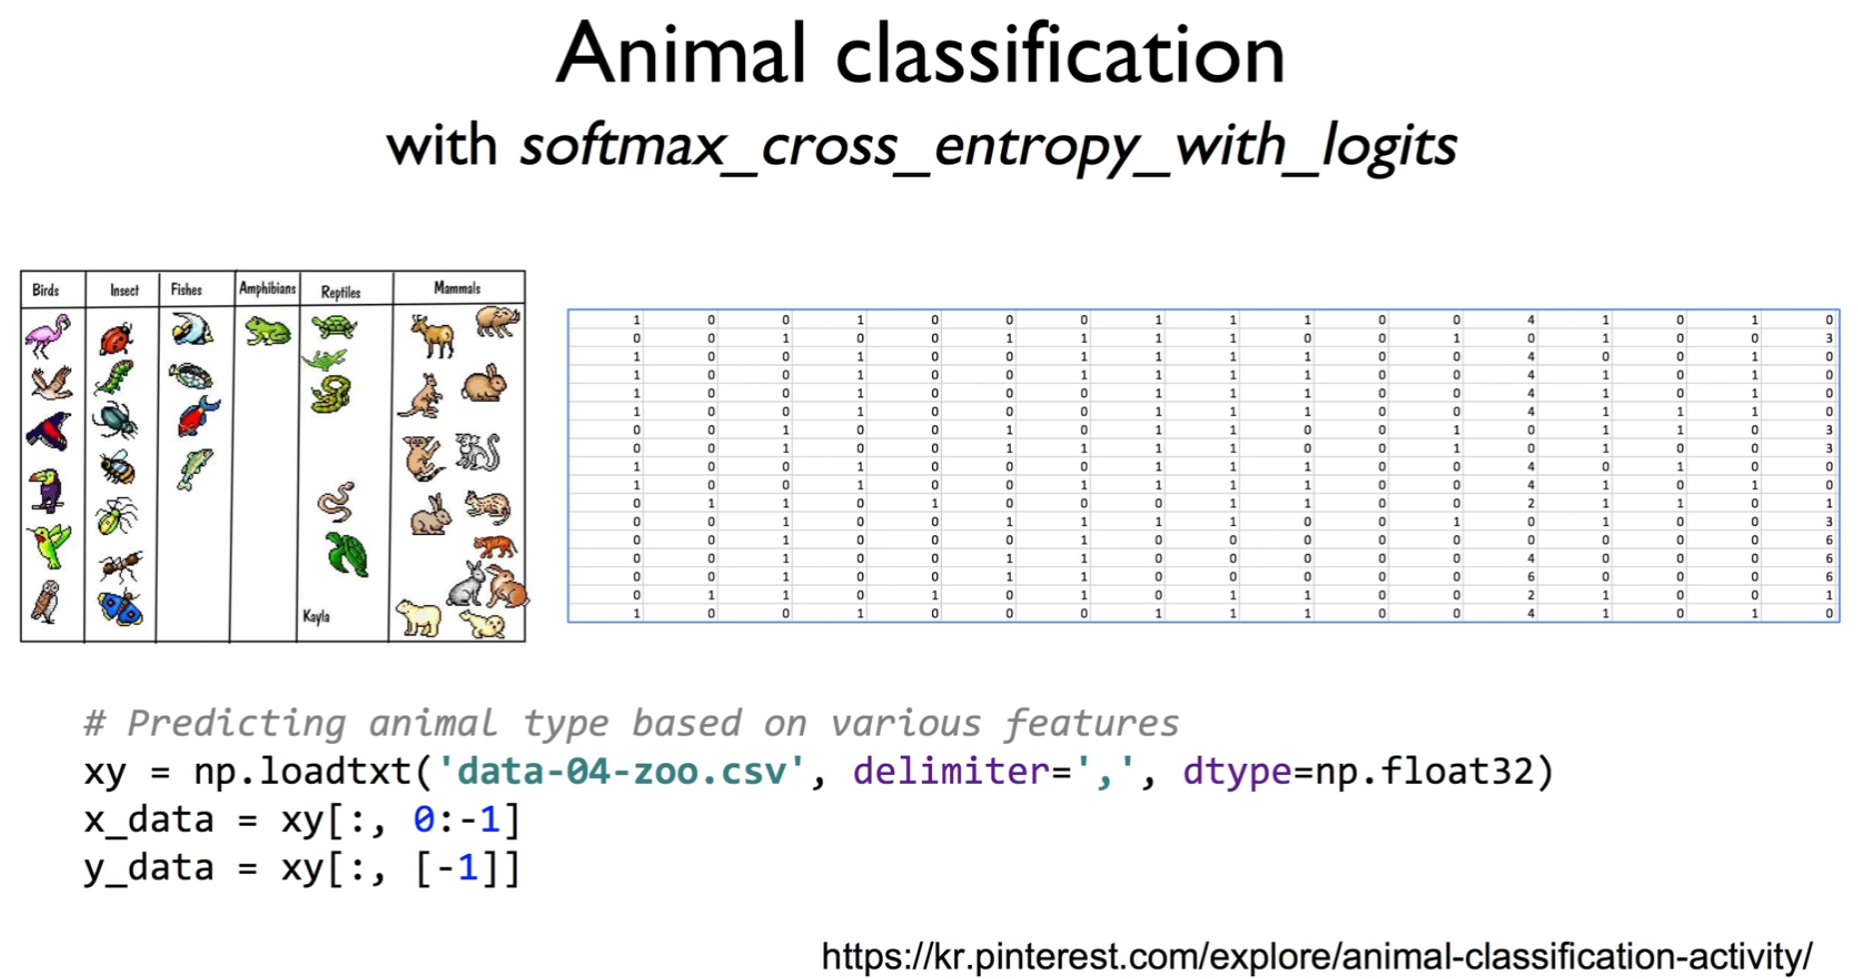 Animal classification
with softmax_cross_entropy_with_logits
Birds Insect Fishes Amphibians Reptiles Mammals
Kayla
1 0 0 1 0 0 0 1 1 1 0 0 4 1 0 1 0
0 0 1 0 0 1 1 1 1 0 0 1 0 1 0 0 3
1 0 0 1 0 0 1 1 1 1 0 0 4 0 0 1 0
1 0 0 1 0 0 1 1 1 1 0 0 4 1 0 1 0
1 0 0 1 0 0 0 1 1 1 0 0 4 1 0 1 0
1 0 0 1 0 0 0 1 1 1 0 0 4 1 1 1 0
0 0 1 0 0 1 0 1 1 0 0 1 0 1 1 0 3
0 0 1 0 0 1 1 1 1 0 0 1 0 1 0 0 3
1 0 0 1 0 0 0 1 1 1 0 0 4 0 1 0 0
1 0 0 1 0 0 1 1 1 1 0 0 4 1 0 1 0
0 1 1 0 1 0 0 0 1 1 0 0 2 1 1 0 1
0 0 1 0 0 1 1 1 1 0 0 1 0 1 0 0 3
0 0 1 0 0 0 1 0 0 0 0 0 0 0 0 0 6
0 0 1 0 0 1 1 0 0 0 0 0 4 0 0 0 6
0 0 1 0 0 1 1 0 0 0 0 0 6 0 0 0 6
0 1 1 0 1 0 1 0 1 1 0 0 2 1 0 0 1
1 0 0 1 0 0 0 1 1 1 0 0 4 1 0 1 0
# Predicting animal type based on various features
xy = np.loadtxt('data-04-zoo.csv', delimiter=',', dtype=np.float32)
x_data = xy[:, 0:-1]
y_data = xy[:, [-1]]
https://kr.pinterest.com/explore/animal-classification-activity/